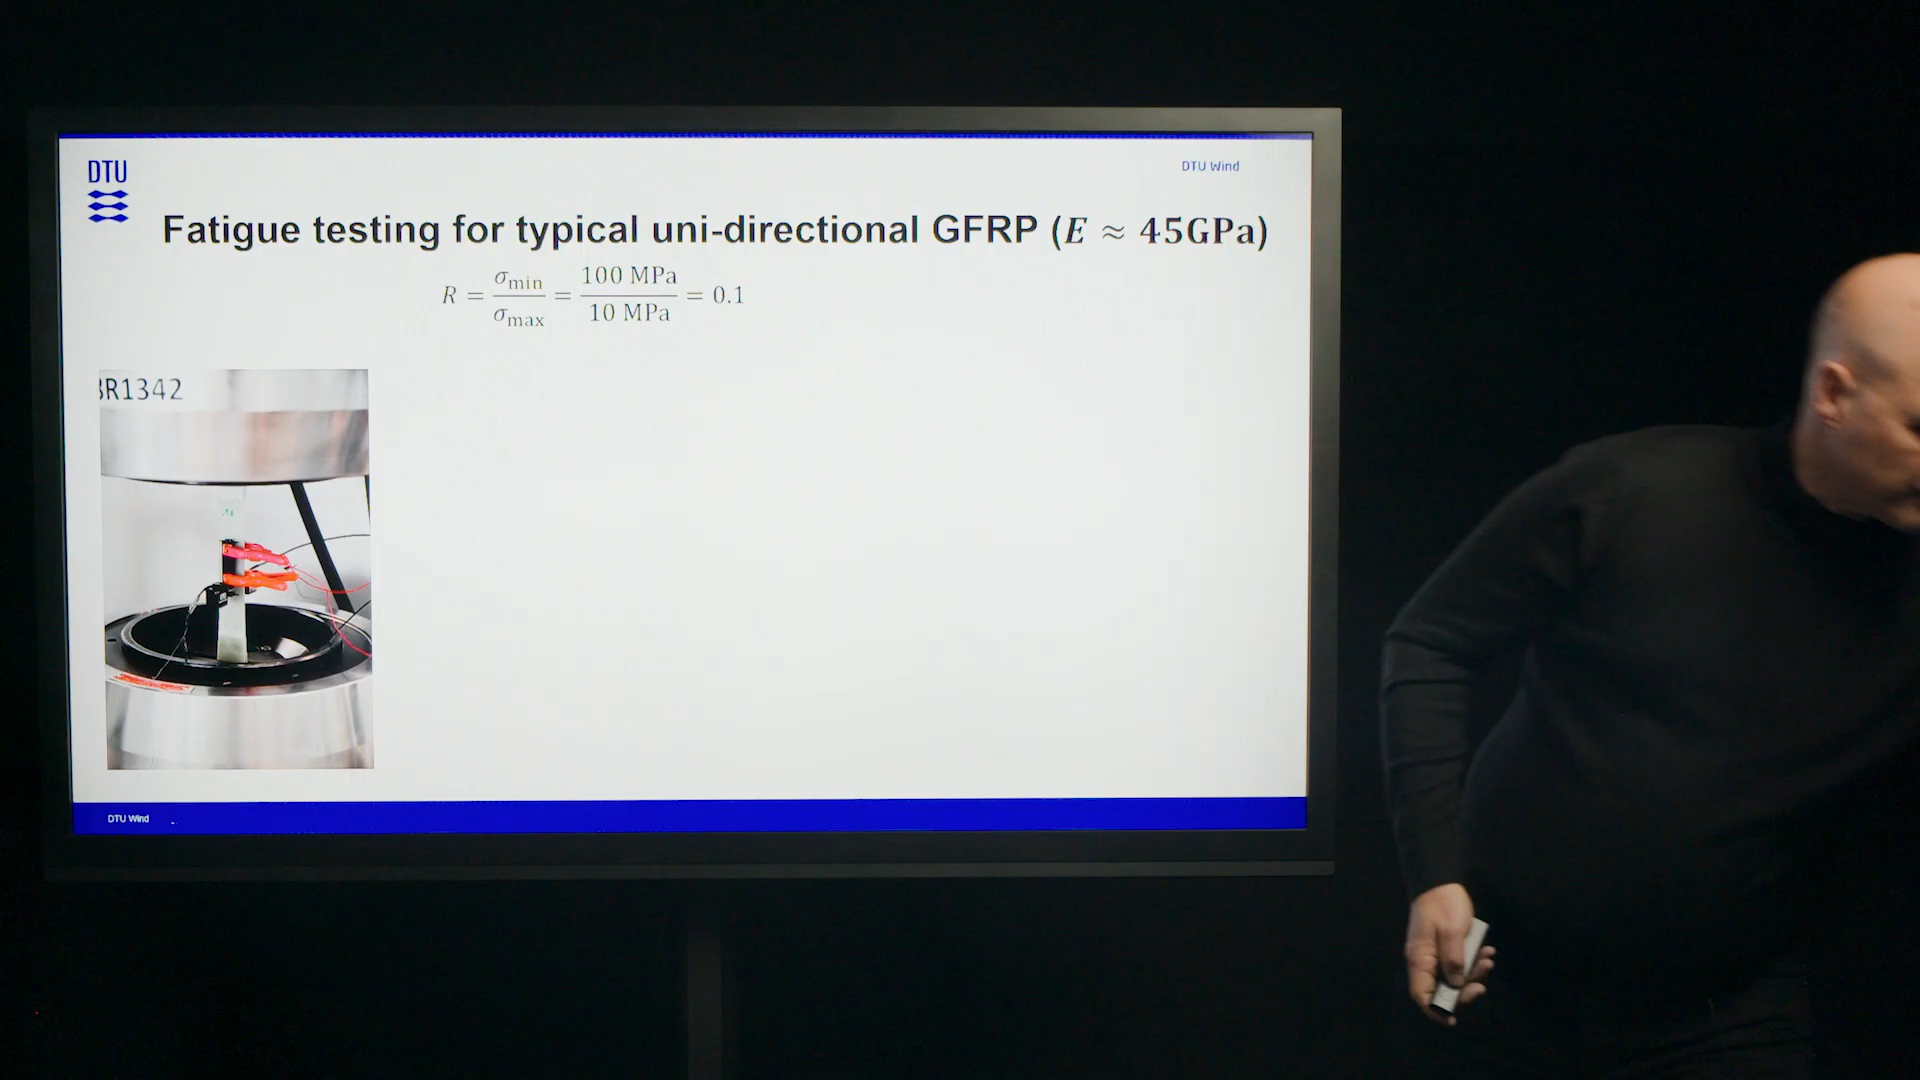 DTU
DTU Wind
Fatigue testing for typical uni-directional GFRP (E ≈ 45GPa)
R = σmin/σmax = 100 MPa/10 MPa = 0.1
BR1342
DTU Wind